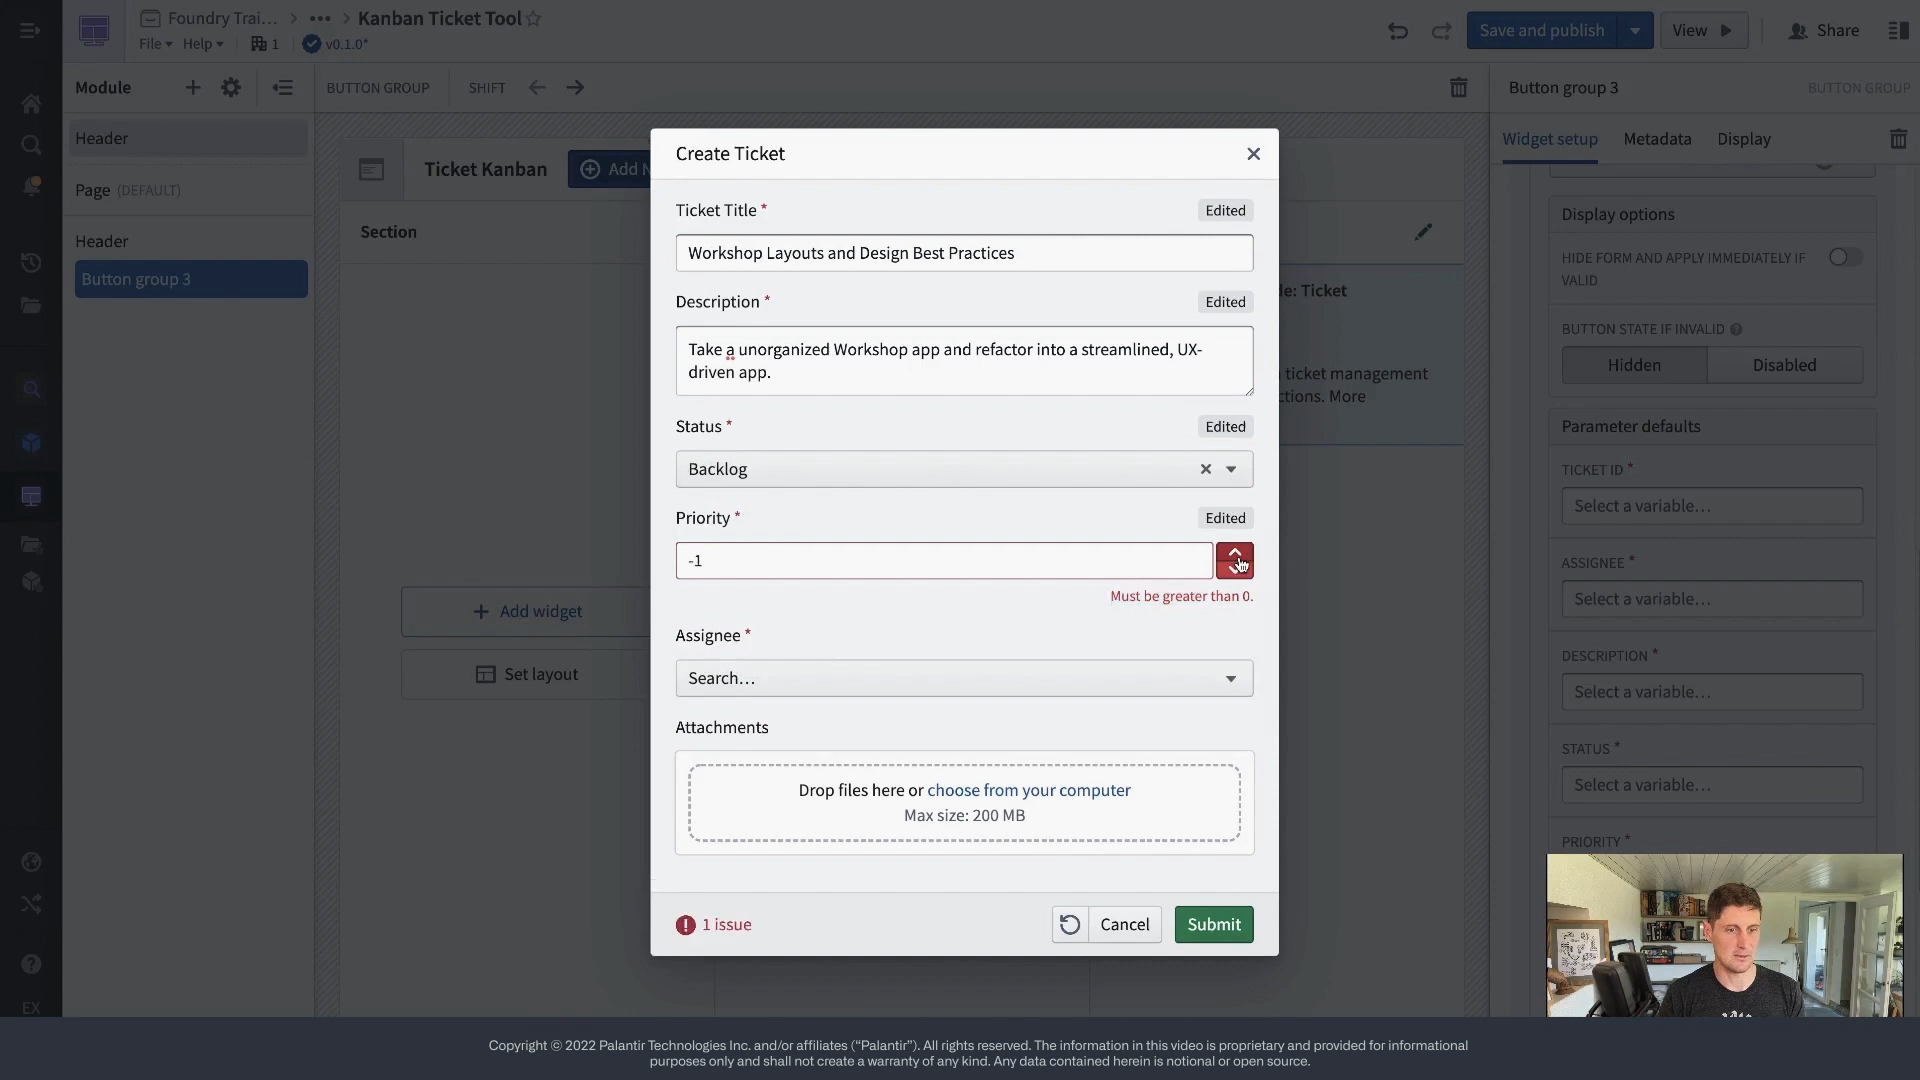 Foundry Trai… > ••• > Kanban Ticket Tool
File Help 1 v0.1.0*
Save and publish
View
Share
Module
BUTTON GROUP
SHIFT
Button group 3
BUTTON GROUP
Header
Page (DEFAULT)
Header
Button group 3
Ticket Kanban
Add N
Section
Widget setup
Metadata
Display
Create Ticket
Ticket Title *
Edited
Workshop Layouts and Design Best Practices
Description *
Edited
Take a unorganized Workshop app and refactor into a streamlined, UX-
driven app.
Status *
Edited
Backlog
Priority *
Edited
-1
Must be greater than 0.
Assignee *
Search…
Attachments
Drop files here or choose from your computer
Max size: 200 MB
1 issue
Cancel
Submit
Add widget
Set layout
le: Ticket
ticket management
ctions. More
Display options
HIDE FORM AND APPLY IMMEDIATELY IF
VALID
BUTTON STATE IF INVALID
Hidden
Disabled
Parameter defaults
TICKET ID *
Select a variable…
ASSIGNEE *
Select a variable…
DESCRIPTION *
Select a variable…
STATUS *
Select a variable…
PRIORITY *
EX
Copyright © 2022 Palantir Technologies Inc. and/or affiliates (“Palantir”). All rights reserved. The information in this video is proprietary and provided for informational
purposes only and shall not create a warranty of any kind. Any data contained herein is notional or open source.